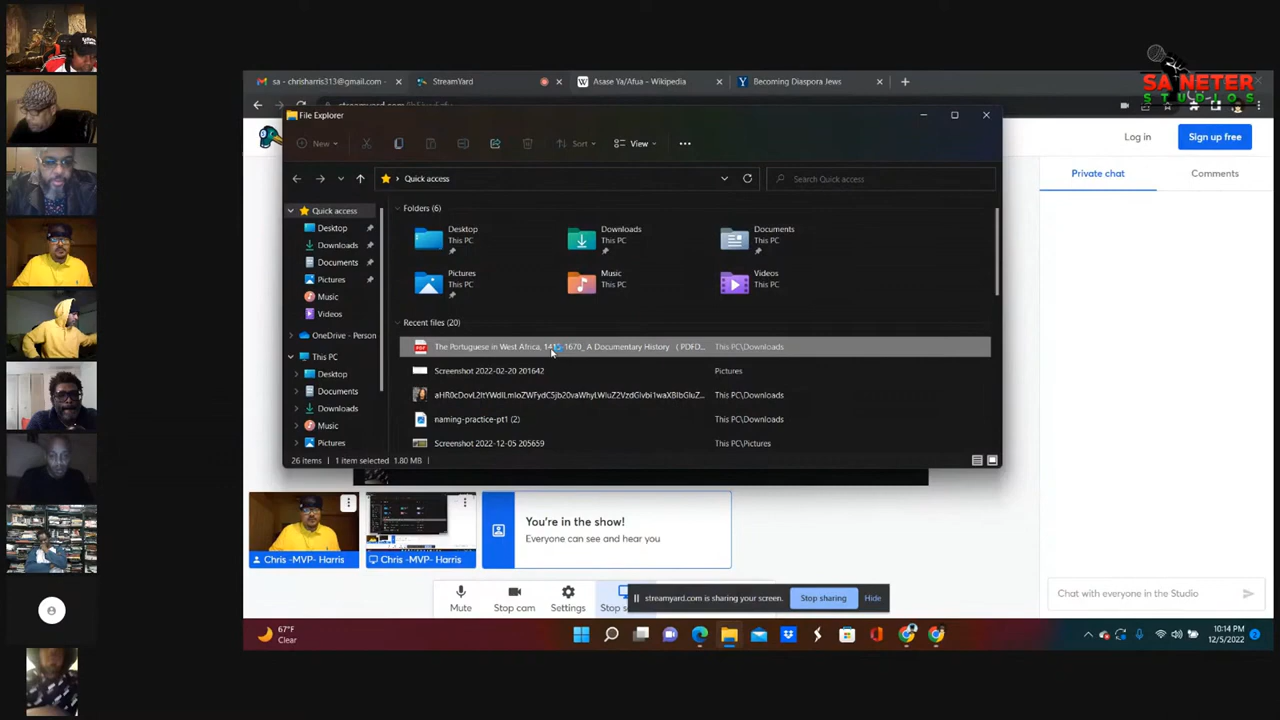 SA NETER
STUDIOS
sa - chrisharris313@gmail.com -
StreamYard
Asase Ya/Afua - Wikipedia
Becoming Diaspora Jews
File Explorer
Log in
Sign up free
New
Sort
View
Quick access
Search Quick access
Private chat
Comments
Quick access
Desktop
Downloads
Documents
Pictures
Music
Videos
OneDrive - Person
This PC
Desktop
Documents
Downloads
Music
Pictures
Folders (6)
Desktop
This PC
Downloads
This PC
Documents
This PC
Pictures
This PC
Music
This PC
Videos
This PC
Recent files (20)
The Portuguese in West Africa, 1415-1670_ A Documentary History ( PDFD... This PC\Downloads
Screenshot 2022-02-20 201642 Pictures
This PC\Downloads
naming-practice-pt1 (2) This PC\Downloads
Screenshot 2022-12-05 205659 This PC\Pictures
26 items 1 item selected 1.80 MB
Chris -MVP- Harris
Chris -MVP- Harris
You're in the show!
Everyone can see and hear you
Mute
Stop cam
Settings
Stop
streamyard.com is sharing your screen.
Stop sharing
Hide
Chat with everyone in the Studio
67°F
Clear
10:14 PM
12/5/2022